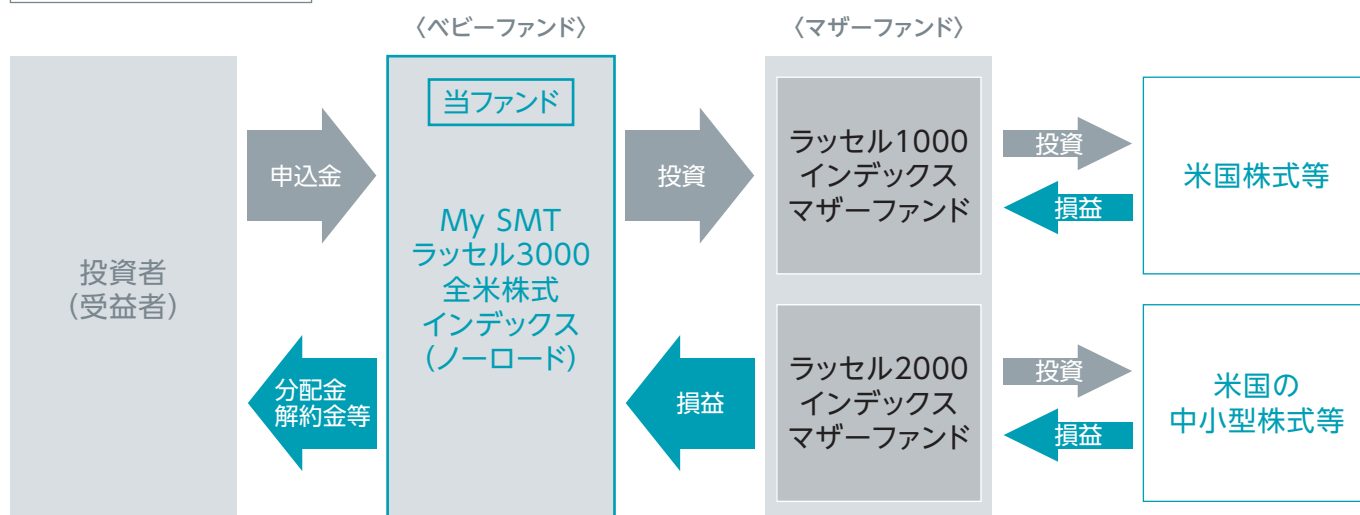 〈ベビーファンド〉
〈マザーファンド〉
投資者
(受益者)
申込金
分配金
解約金等
当ファンド
My SMT
ラッセル3000
全米株式
インデックス
(ノーロード)
投資
損益
ラッセル1000
インデックス
マザーファンド
ラッセル2000
インデックス
マザーファンド
投資
損益
米国株式等
投資
損益
米国の
中小型株式等